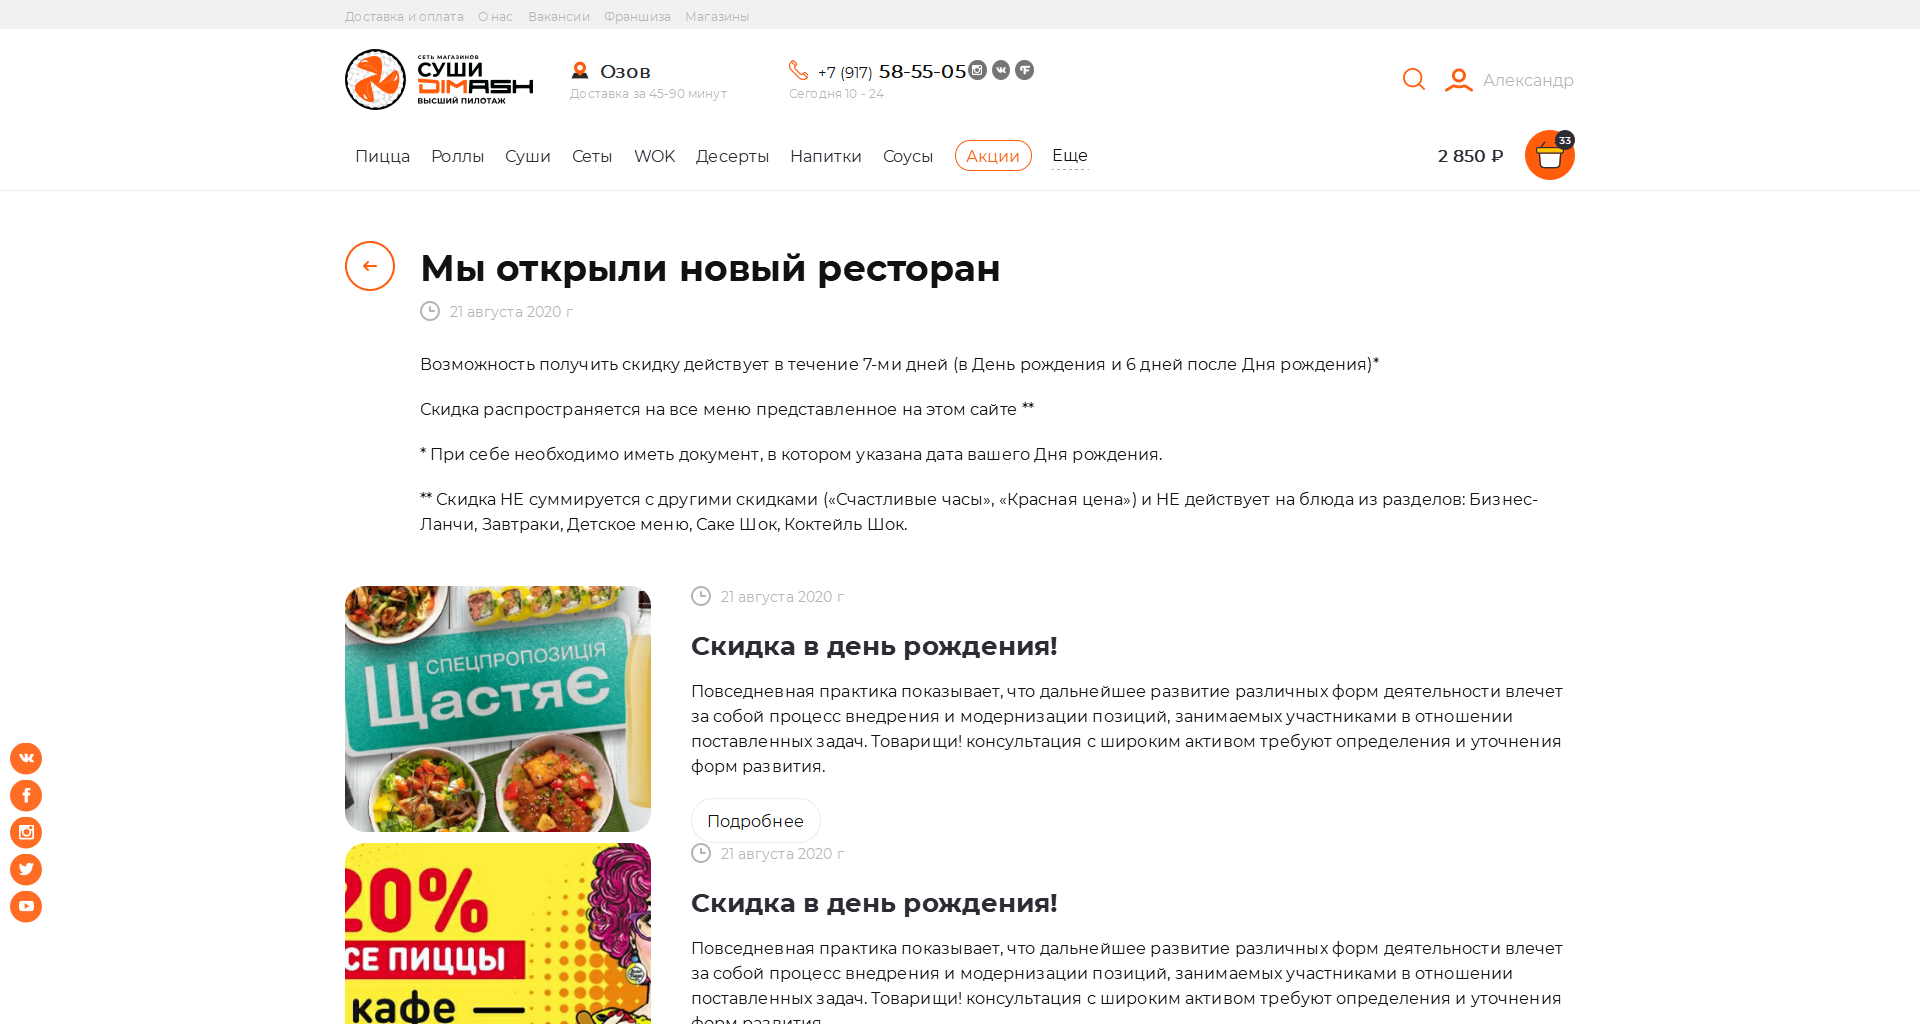 Доставка и оплата О нас Вакансии Франшиза Магазины
СЕТЬ МАГАЗИНОВ
СУШИ
DIMASH
ВЫСШИЙ ПИЛОТАЖ
Озов
Доставка за 45-90 минут
+7 (917) 58-55-05
Сегодня 10 - 24
Александр
Пицца Роллы Суши Сеты WOK Десерты Напитки Соусы Акции Еще
2 850 ₽
33
Мы открыли новый ресторан
21 августа 2020 г
Возможность получить скидку действует в течение 7-ми дней (в День рождения и 6 дней после Дня рождения)*
Скидка распространяется на все меню представленное на этом сайте **
* При себе необходимо иметь документ, в котором указана дата вашего Дня рождения.
** Скидка НЕ суммируется с другими скидками («Счастливые часы», «Красная цена») и НЕ действует на блюда из разделов: Бизнес-
Ланчи, Завтраки, Детское меню, Саке Шок, Коктейль Шок.
СПЕЦПРОПОЗИЦІЯ
ЩастяЄ
21 августа 2020 г
Скидка в день рождения!
Повседневная практика показывает, что дальнейшее развитие различных форм деятельности влечет
за собой процесс внедрения и модернизации позиций, занимаемых участниками в отношении
поставленных задач. Товарищи! консультация с широким активом требуют определения и уточнения
форм развития.
Подробнее
20%
СЕ ПИЦЦЫ
кафе —
21 августа 2020 г
Скидка в день рождения!
Повседневная практика показывает, что дальнейшее развитие различных форм деятельности влечет
за собой процесс внедрения и модернизации позиций, занимаемых участниками в отношении
поставленных задач. Товарищи! консультация с широким активом требуют определения и уточнения
форм развития.